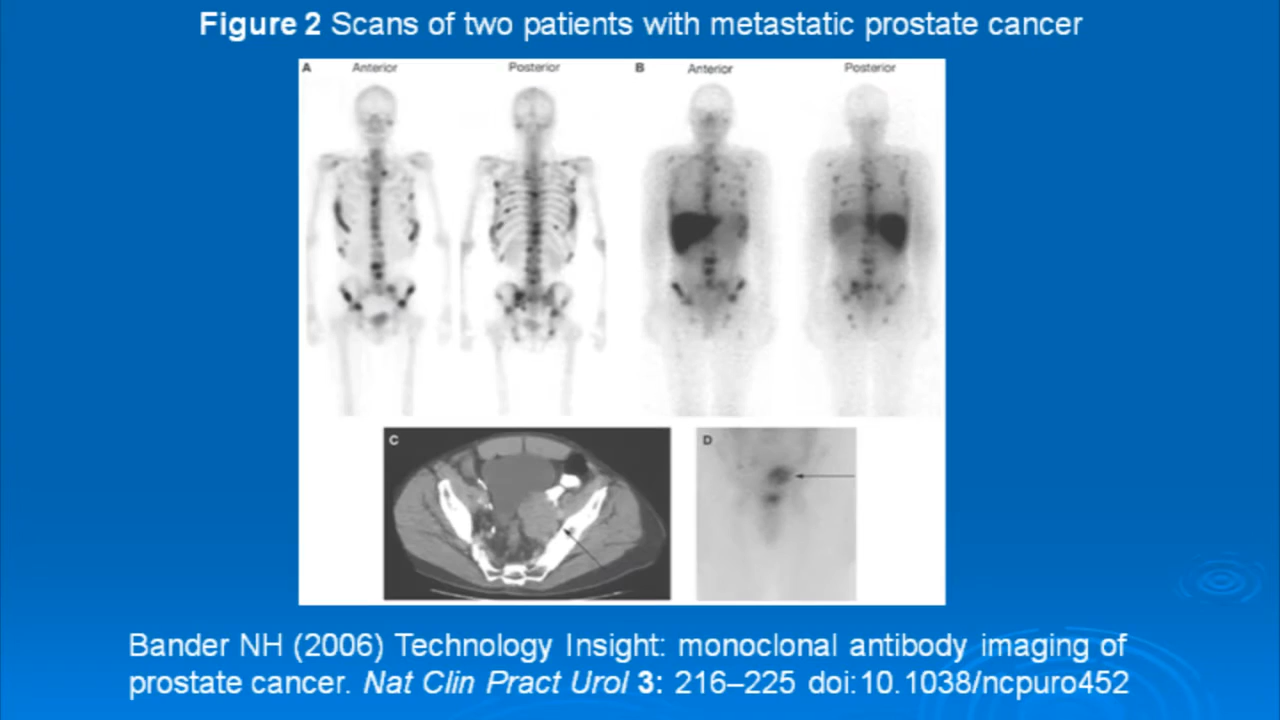 Figure 2 Scans of two patients with metastatic prostate cancer
A Anterior Posterior B Anterior Posterior
C D
Bander NH (2006) Technology Insight: monoclonal antibody imaging of
prostate cancer. Nat Clin Pract Urol 3: 216–225 doi:10.1038/ncpuro452